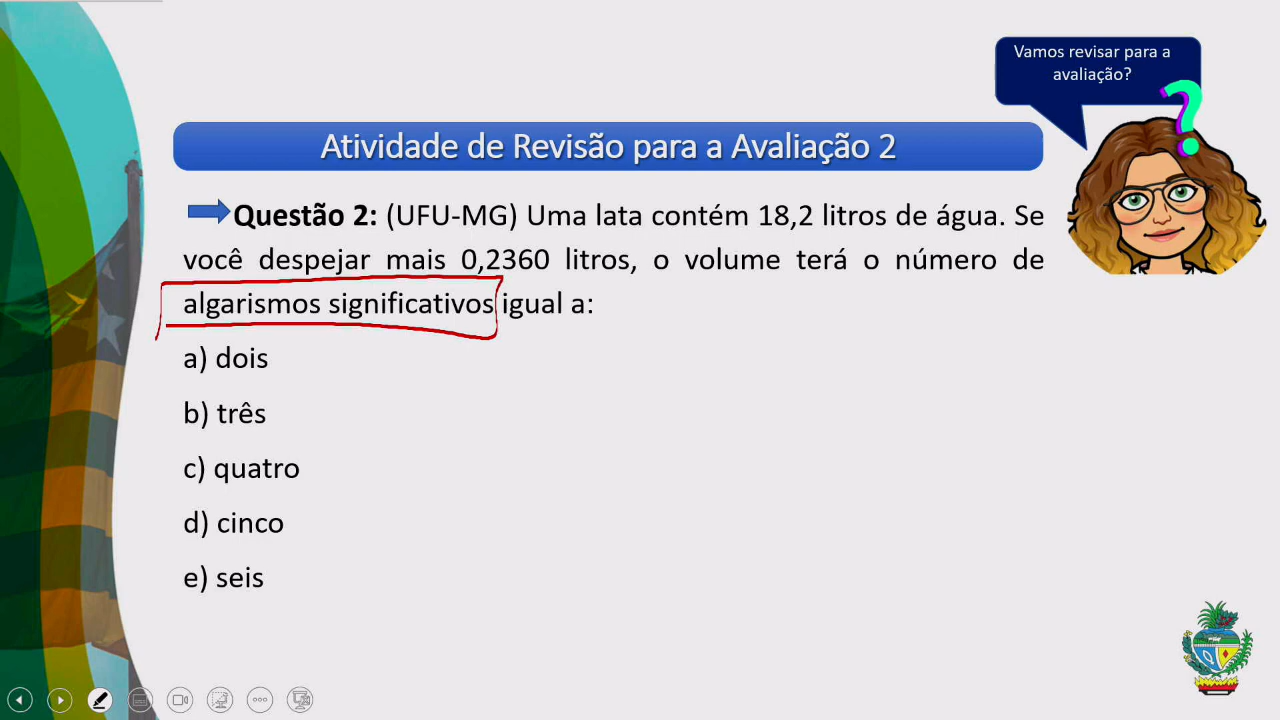 Vamos revisar para a
avaliação?
Atividade de Revisão para a Avaliação 2
Questão 2: (UFU-MG) Uma lata contém 18,2 litros de água. Se
você despejar mais 0,2360 litros, o volume terá o número de
algarismos significativos igual a:
a) dois
b) três
c) quatro
d) cinco
e) seis